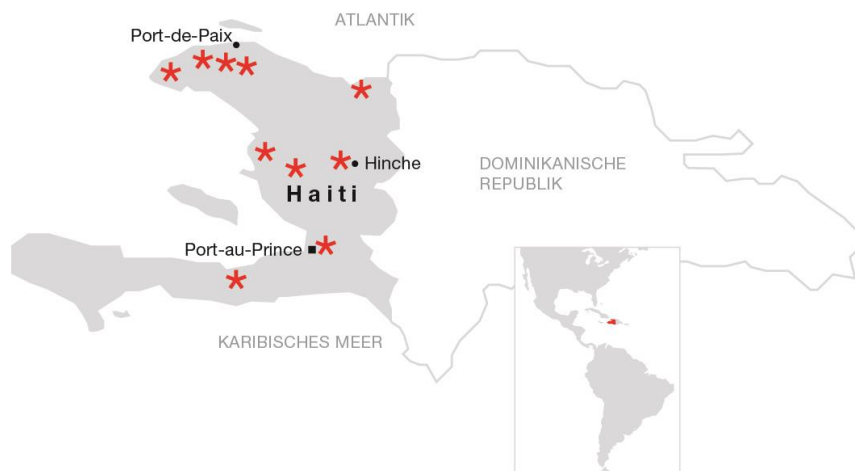 ATLANTIK
Port-de-Paix
Hinche
DOMINIKANISCHE
REPUBLIK
Haiti
Port-au-Prince
KARIBISCHES MEER